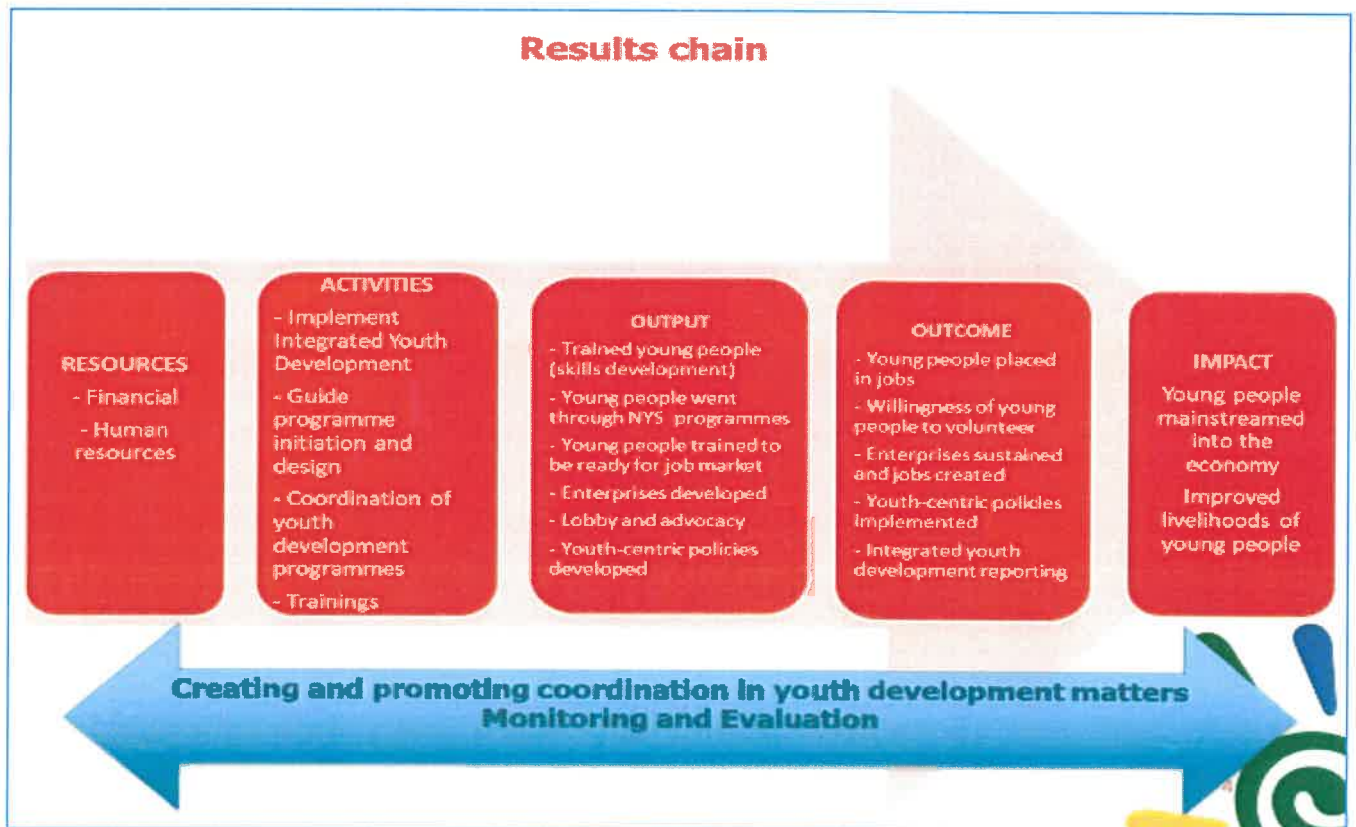 Results chain
RESOURCES
- Financial
- Human
resources
ACTIVITIES
- Implement
Integrated Youth
Development
- Guide
programme
initiation and
design
- Coordination of
youth
development
programmes
- Trainings
OUTPUT
- Trained young people
(skills development)
- Young people went
through NYS programmes
- Young people trained to
be ready for job market
- Enterprises developed
- Lobby and advocacy
- Youth-centric policies
developed
OUTCOME
- Young people placed
in jobs
- Willingness of young
people to volunteer
- Enterprises sustained
and jobs created
- Youth-centric policies
implemented
- Integrated youth
development reporting
IMPACT
Young people
mainstreamed
into the
economy
Improved
livelihoods of
young people
Creating and promoting coordination in youth development matters
Monitoring and Evaluation